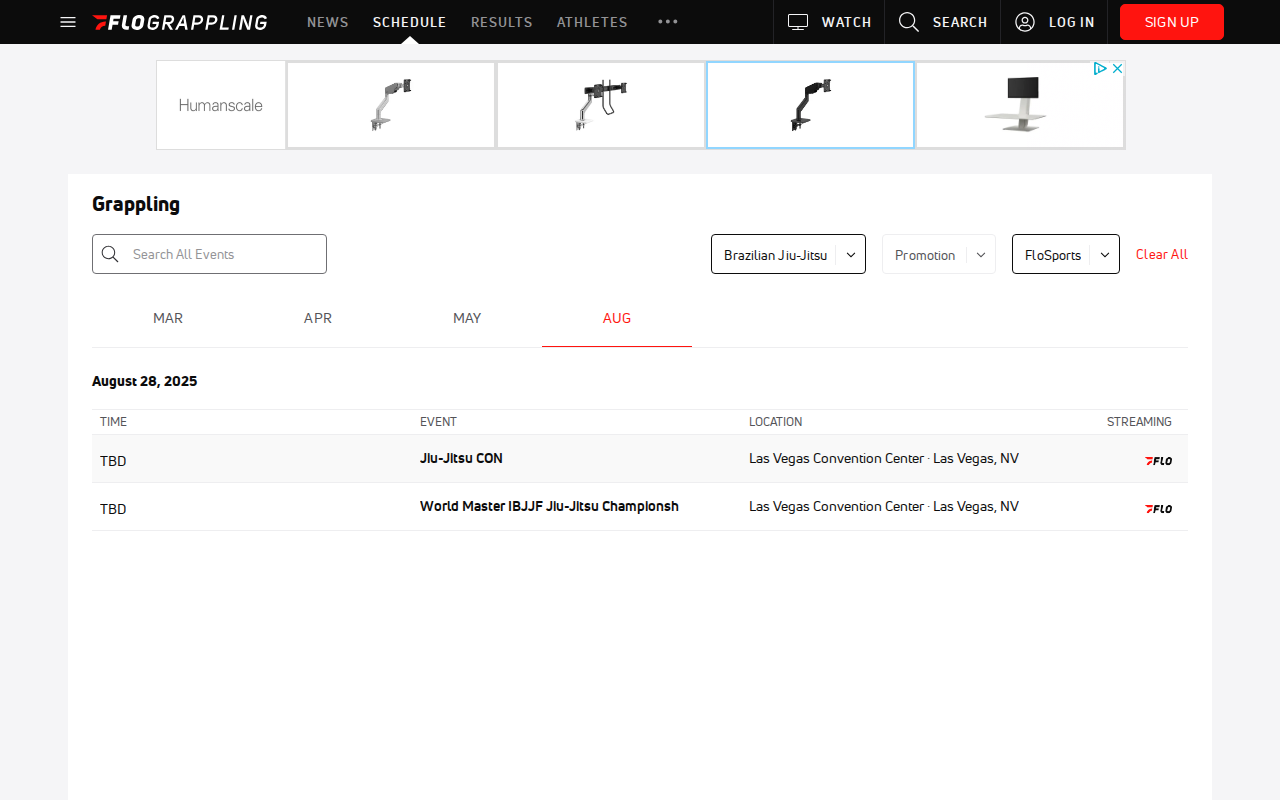 FLOGRAPPLING NEWS SCHEDULE RESULTS ATHLETES ••• WATCH SEARCH LOG IN SIGN UP
Humanscale
Grappling
Search All Events Brazilian Jiu-Jitsu Promotion FloSports Clear All
MAR APR MAY AUG
August 28, 2025
TIME EVENT LOCATION STREAMING
TBD Jiu-Jitsu CON Las Vegas Convention Center · Las Vegas, NV FLO
TBD World Master IBJJF Jiu-Jitsu Championsh Las Vegas Convention Center · Las Vegas, NV FLO